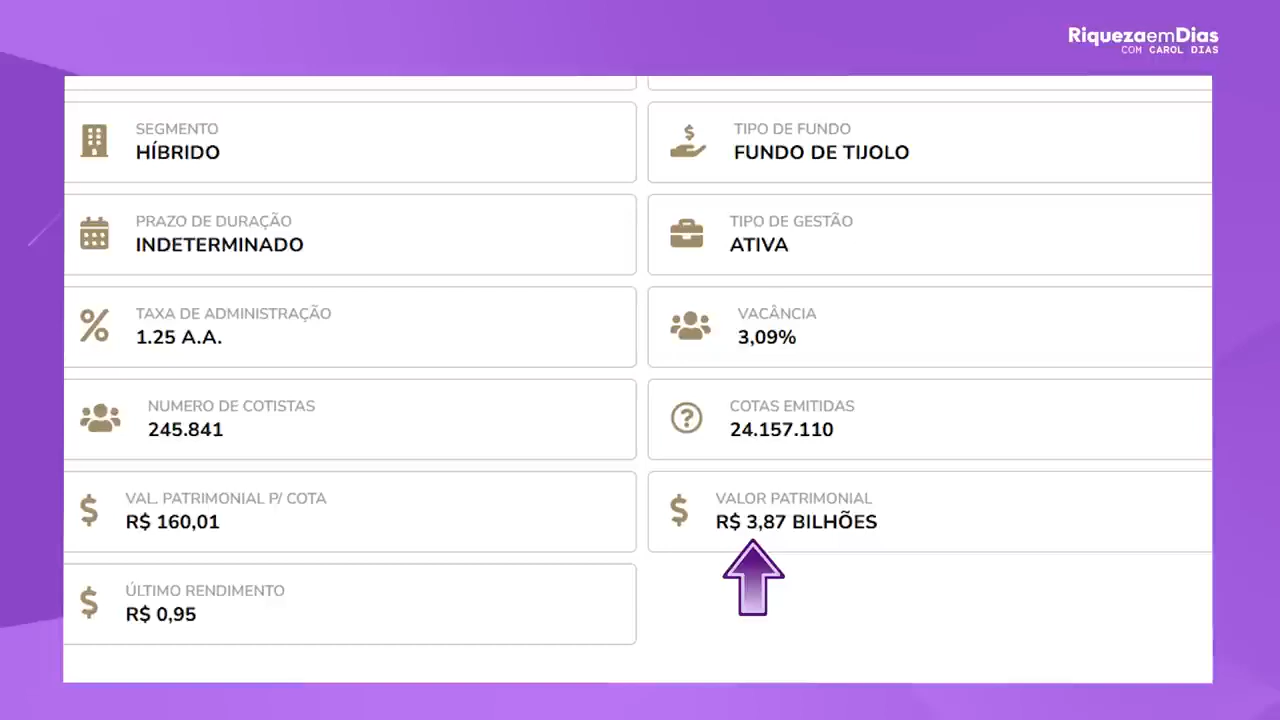 RiquezaemDias
COM CAROL DIAS
SEGMENTO
HÍBRIDO
TIPO DE FUNDO
FUNDO DE TIJOLO
PRAZO DE DURAÇÃO
INDETERMINADO
TIPO DE GESTÃO
ATIVA
TAXA DE ADMINISTRAÇÃO
1.25 A.A.
VACÂNCIA
3,09%
NUMERO DE COTISTAS
245.841
COTAS EMITIDAS
24.157.110
VAL. PATRIMONIAL P/ COTA
R$ 160,01
VALOR PATRIMONIAL
R$ 3,87 BILHÕES
ÚLTIMO RENDIMENTO
R$ 0,95